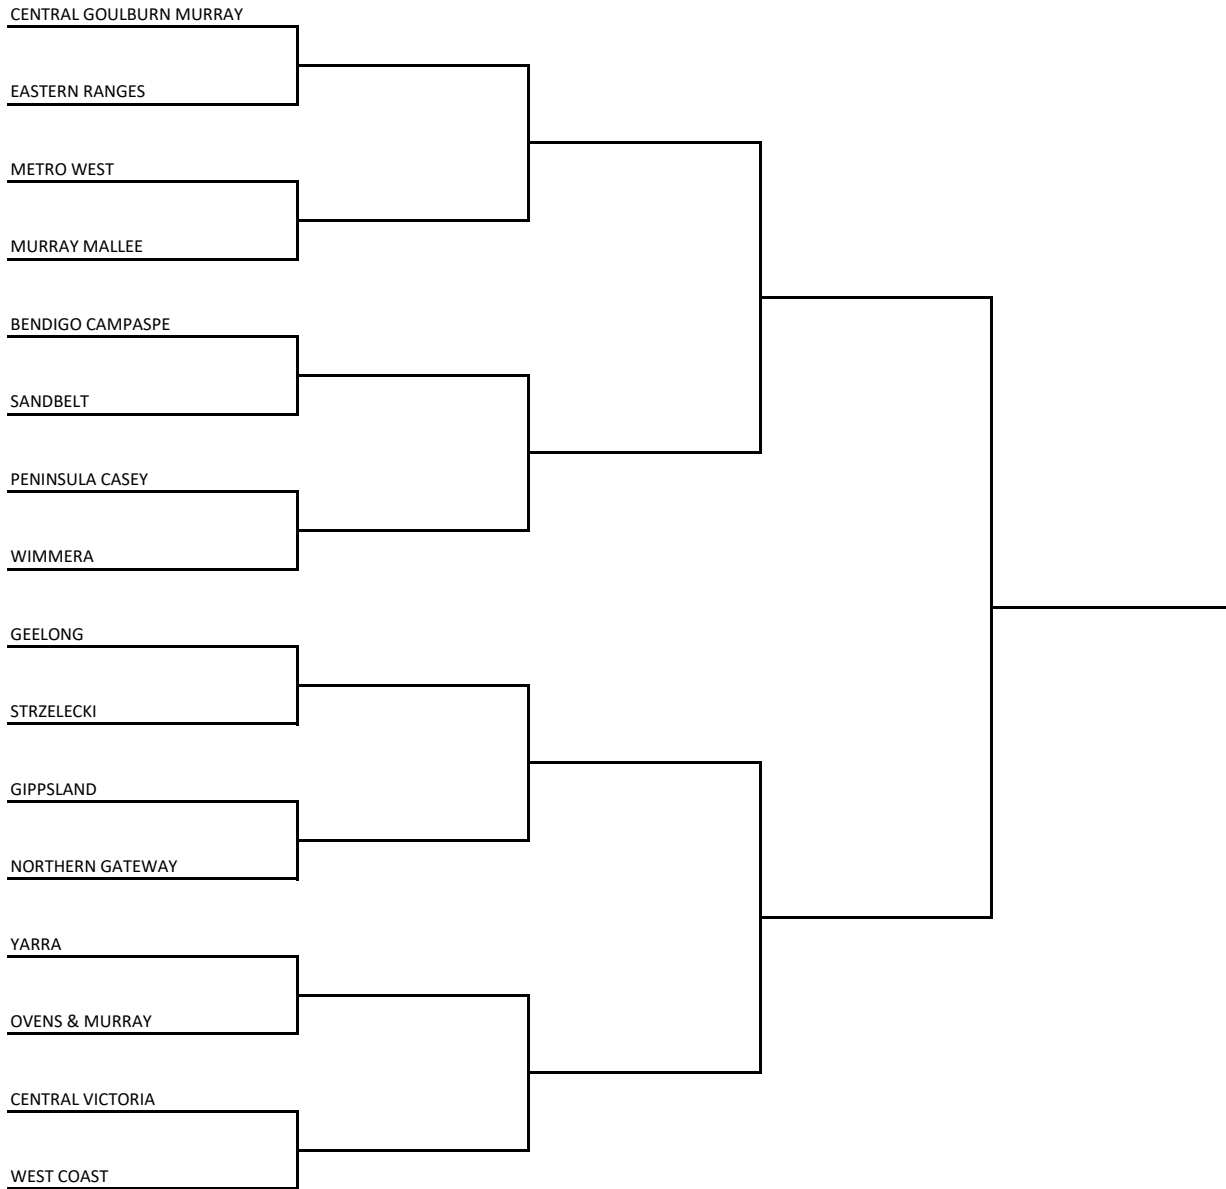 CENTRAL GOULBURN MURRAY
EASTERN RANGES
METRO WEST
MURRAY MALLEE
BENDIGO CAMPASPE
SANDBELT
PENINSULA CASEY
WIMMERA
GEELONG
STRZELECKI
GIPPSLAND
NORTHERN GATEWAY
YARRA
OVENS & MURRAY
CENTRAL VICTORIA
WEST COAST